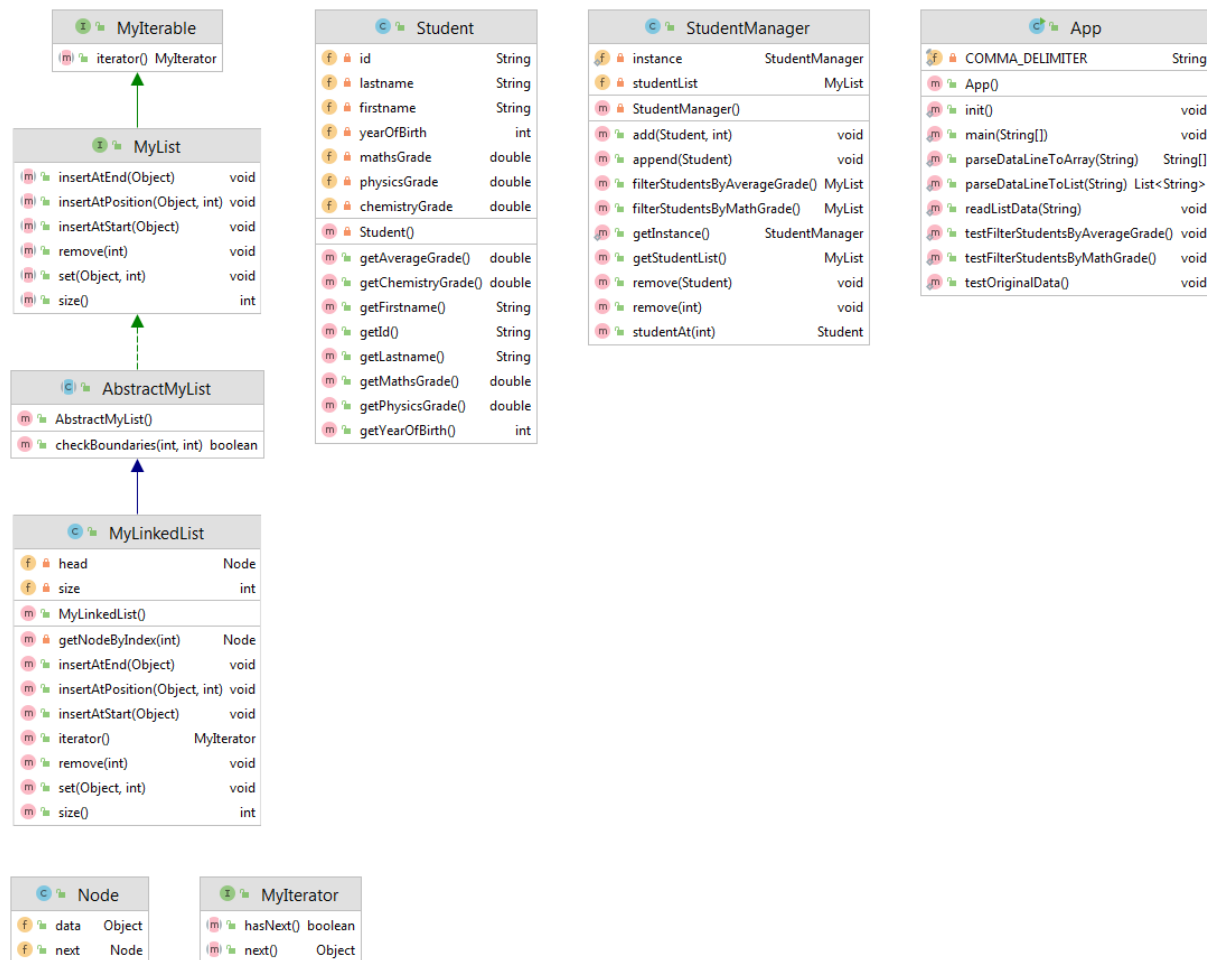 MyIterable
iterator() MyIterator
MyList
insertAtEnd(Object) void
insertAtPosition(Object, int) void
insertAtStart(Object) void
remove(int) void
set(Object, int) void
size() int
AbstractMyList
AbstractMyList()
checkBoundaries(int, int) boolean
MyLinkedList
head Node
size int
MyLinkedList()
getNodeByIndex(int) Node
insertAtEnd(Object) void
insertAtPosition(Object, int) void
insertAtStart(Object) void
iterator() MyIterator
remove(int) void
set(Object, int) void
size() int
Node
data Object
next Node
MyIterator
hasNext() boolean
next() Object
Student
id String
lastname String
firstname String
yearOfBirth int
mathsGrade double
physicsGrade double
chemistryGrade double
Student()
getAverageGrade() double
getChemistryGrade() double
getFirstname() String
getId() String
getLastname() String
getMathsGrade() double
getPhysicsGrade() double
getYearOfBirth() int
StudentManager
instance StudentManager
studentList MyList
StudentManager()
add(Student, int) void
append(Student) void
filterStudentsByAverageGrade() MyList
filterStudentsByMathGrade() MyList
getInstance() StudentManager
getStudentList() MyList
remove(Student) void
remove(int) void
studentAt(int) Student
App
COMMA_DELIMITER String
App()
init() void
main(String[]) void
parseDataLineToArray(String) String[]
parseDataLineToList(String) List<String>
readListData(String) void
testFilterStudentsByAverageGrade() void
testFilterStudentsByMathGrade() void
testOriginalData() void